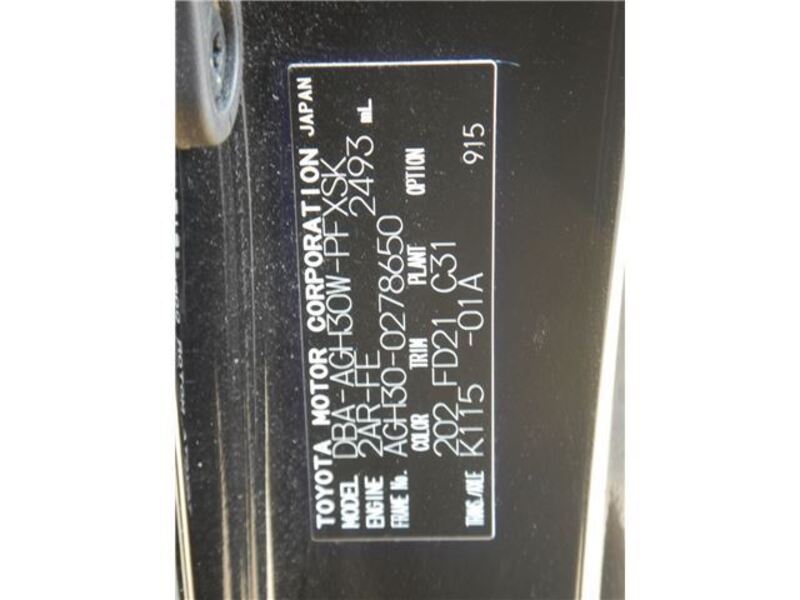 TOYOTA MOTOR CORPORATION JAPAN
MODEL DBA-AGH30W-PFXSK
ENGINE 2AR-FE 2493 mL
FRAME No. AGH30-0278650
COLOR TRIM PLANT OPTION
202 FD21 C31
TRANS./AXLE K115 -01A 915